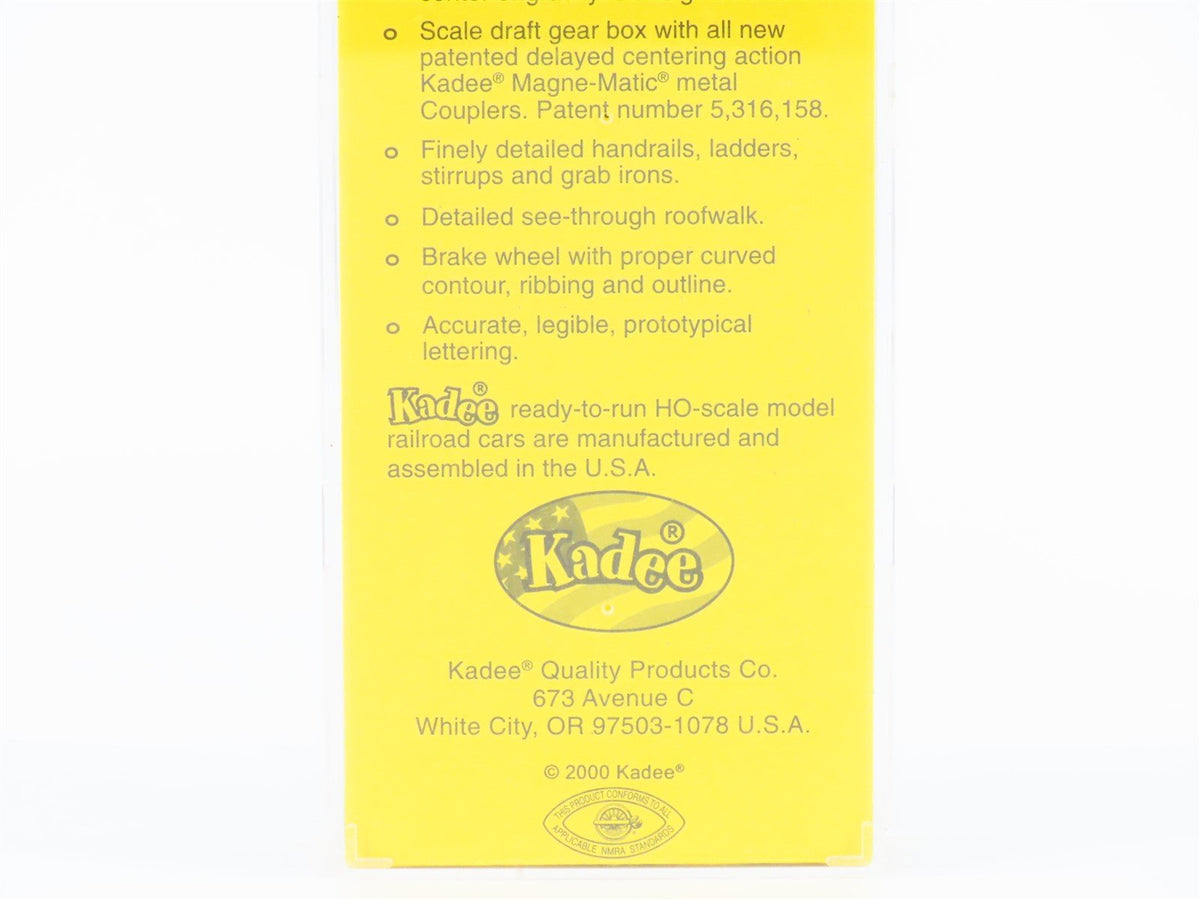 o Scale draft gear box with all new
patented delayed centering action
Kadee® Magne-Matic® metal
Couplers. Patent number 5,316,158.
o Finely detailed handrails, ladders,
stirrups and grab irons.
o Detailed see-through roofwalk.
o Brake wheel with proper curved
contour, ribbing and outline.
o Accurate, legible, prototypical
lettering.
Kadee® ready-to-run HO-scale model
railroad cars are manufactured and
assembled in the U.S.A.
Kadee®
Kadee® Quality Products Co.
673 Avenue C
White City, OR 97503-1078 U.S.A.
© 2000 Kadee®
THIS PRODUCT CONFORMS TO ALL
APPLICABLE NMRA STANDARDS